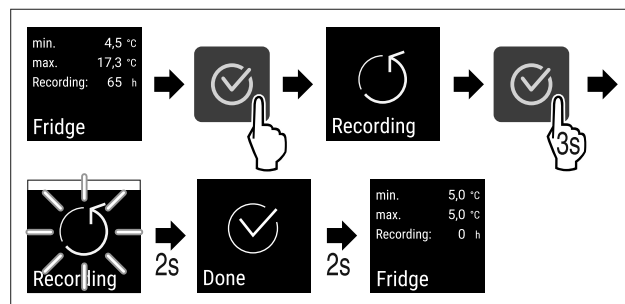 min. 4,5 °C
max. 17,3 °C
Recording: 65 h
Fridge
Recording
3s
Recording
2s
Done
2s
min. 5,0 °C
max. 5,0 °C
Recording: 0 h
Fridge